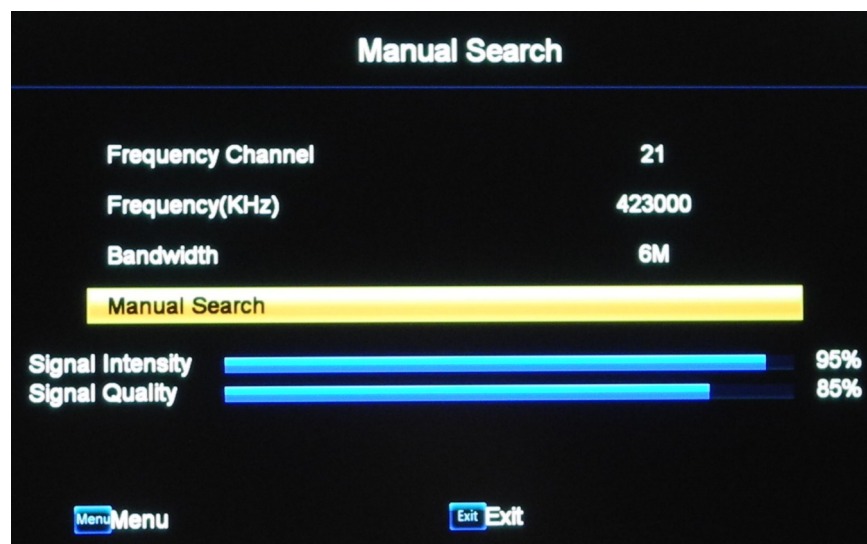 Manual Search
Frequency Channel 21
Frequency(KHz) 423000
Bandwidth 6M
Manual Search
Signal Intensity 95%
Signal Quality 85%
Menu Menu Exit Exit